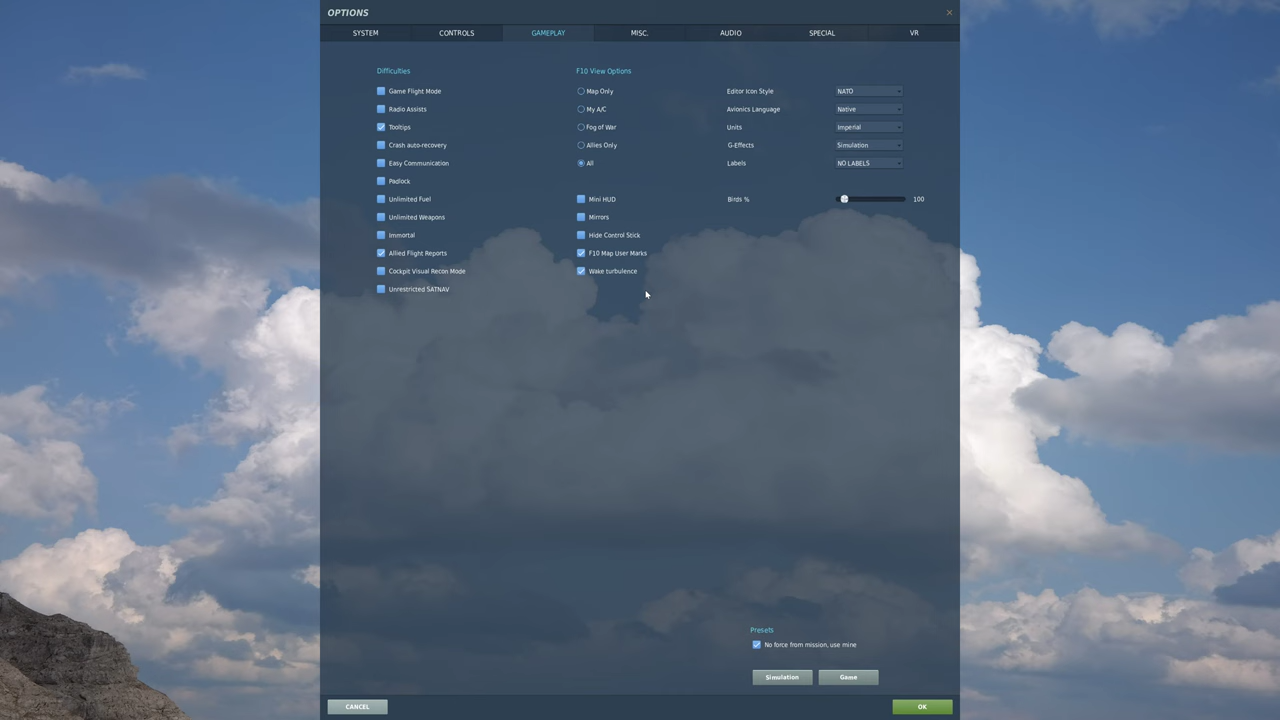 OPTIONS
SYSTEM CONTROLS GAMEPLAY MISC. AUDIO SPECIAL VR
Difficulties
Game Flight Mode
Radio Assists
Tooltips
Crash auto-recovery
Easy Communication
Padlock
Unlimited Fuel
Unlimited Weapons
Immortal
Allied Flight Reports
Cockpit Visual Recon Mode
Unrestricted SATNAV
F10 View Options
Map Only
My A/C
Fog of War
Allies Only
All
Mini HUD
Mirrors
Hide Control Stick
F10 Map User Marks
Wake turbulence
Editor Icon Style NATO
Avionics Language Native
Units Imperial
G-Effects Simulation
Labels NO LABELS
Birds % 100
Presets
No force from mission, use mine
Simulation Game
CANCEL OK